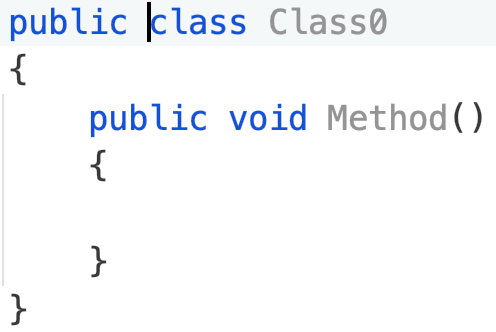 public class Class0
{
    public void Method()
    {

    }
}